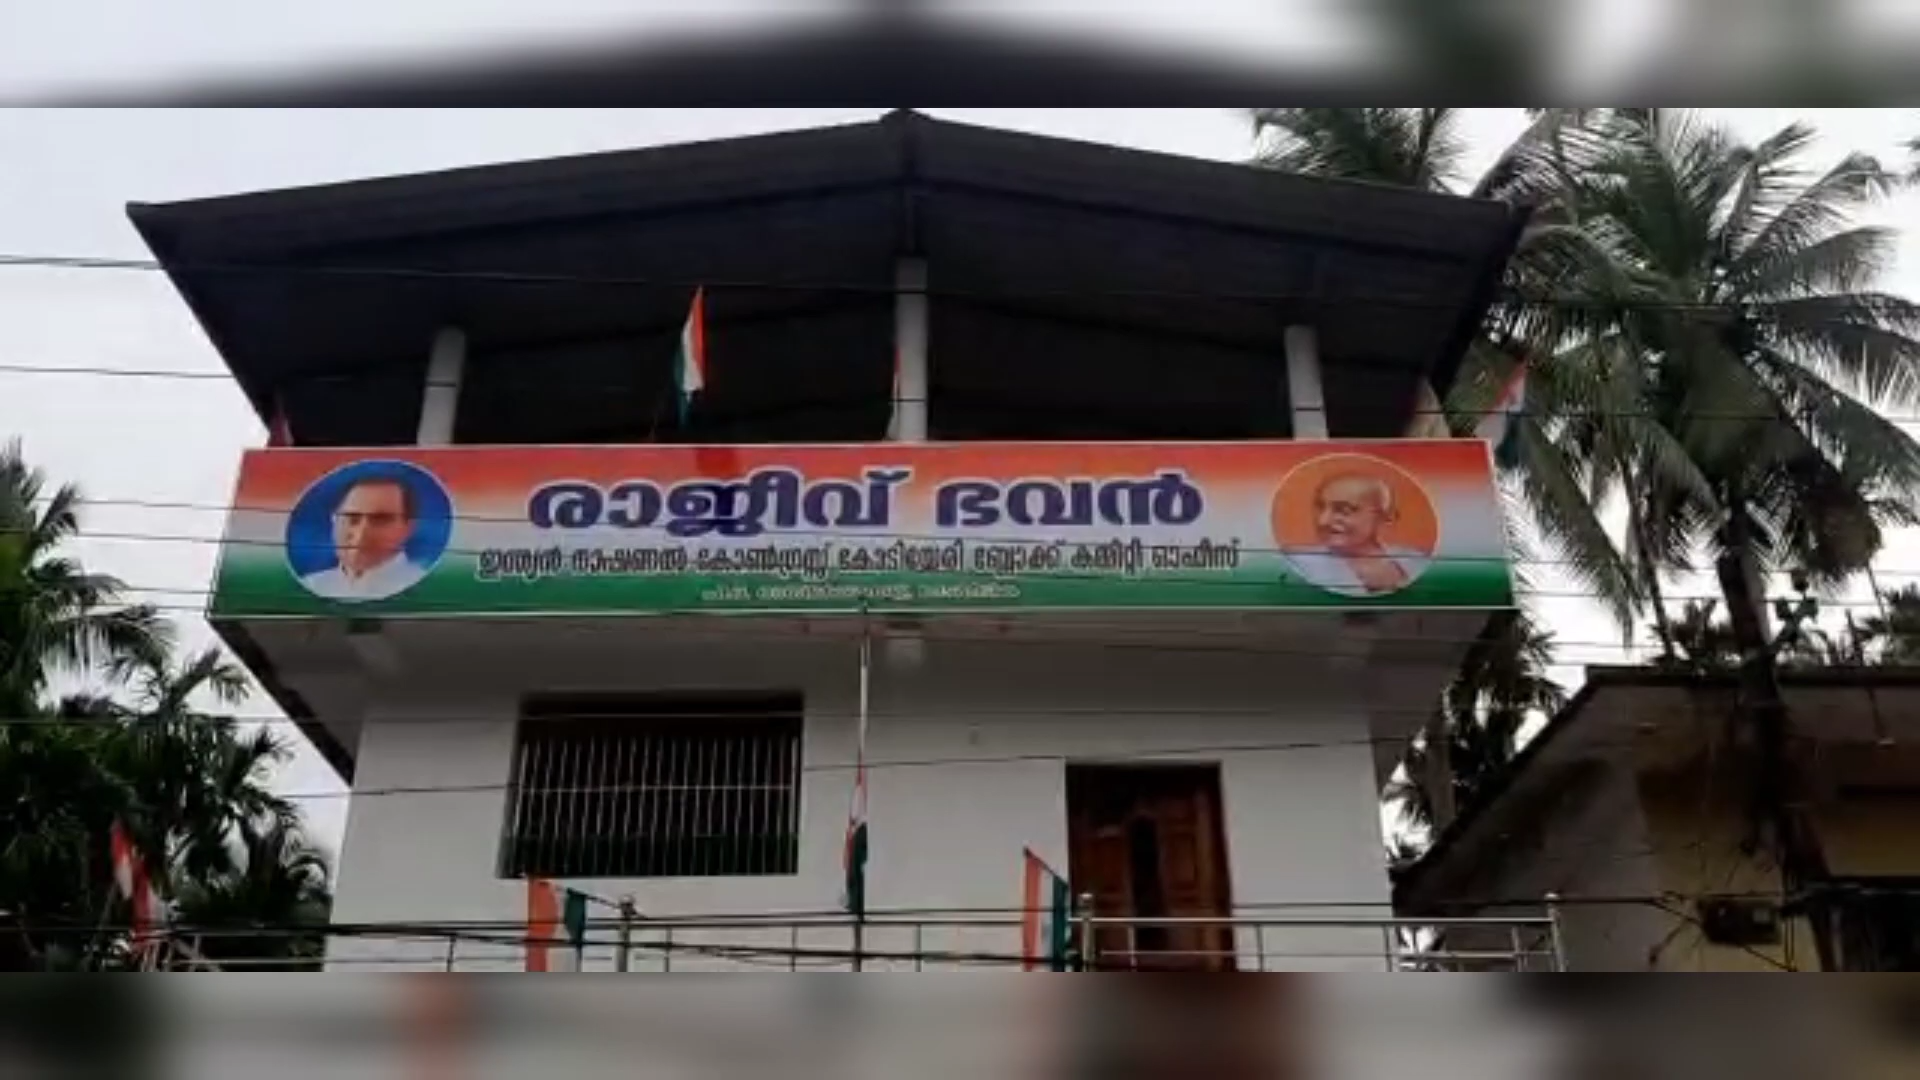 രാജീവ് ഭവൻ
ഇന്ത്യൻ നാഷണൽ കോൺഗ്രസ്സ് കോടിയേരി ബ്ലോക്ക് കമ്മിറ്റി ഓഫീസ്